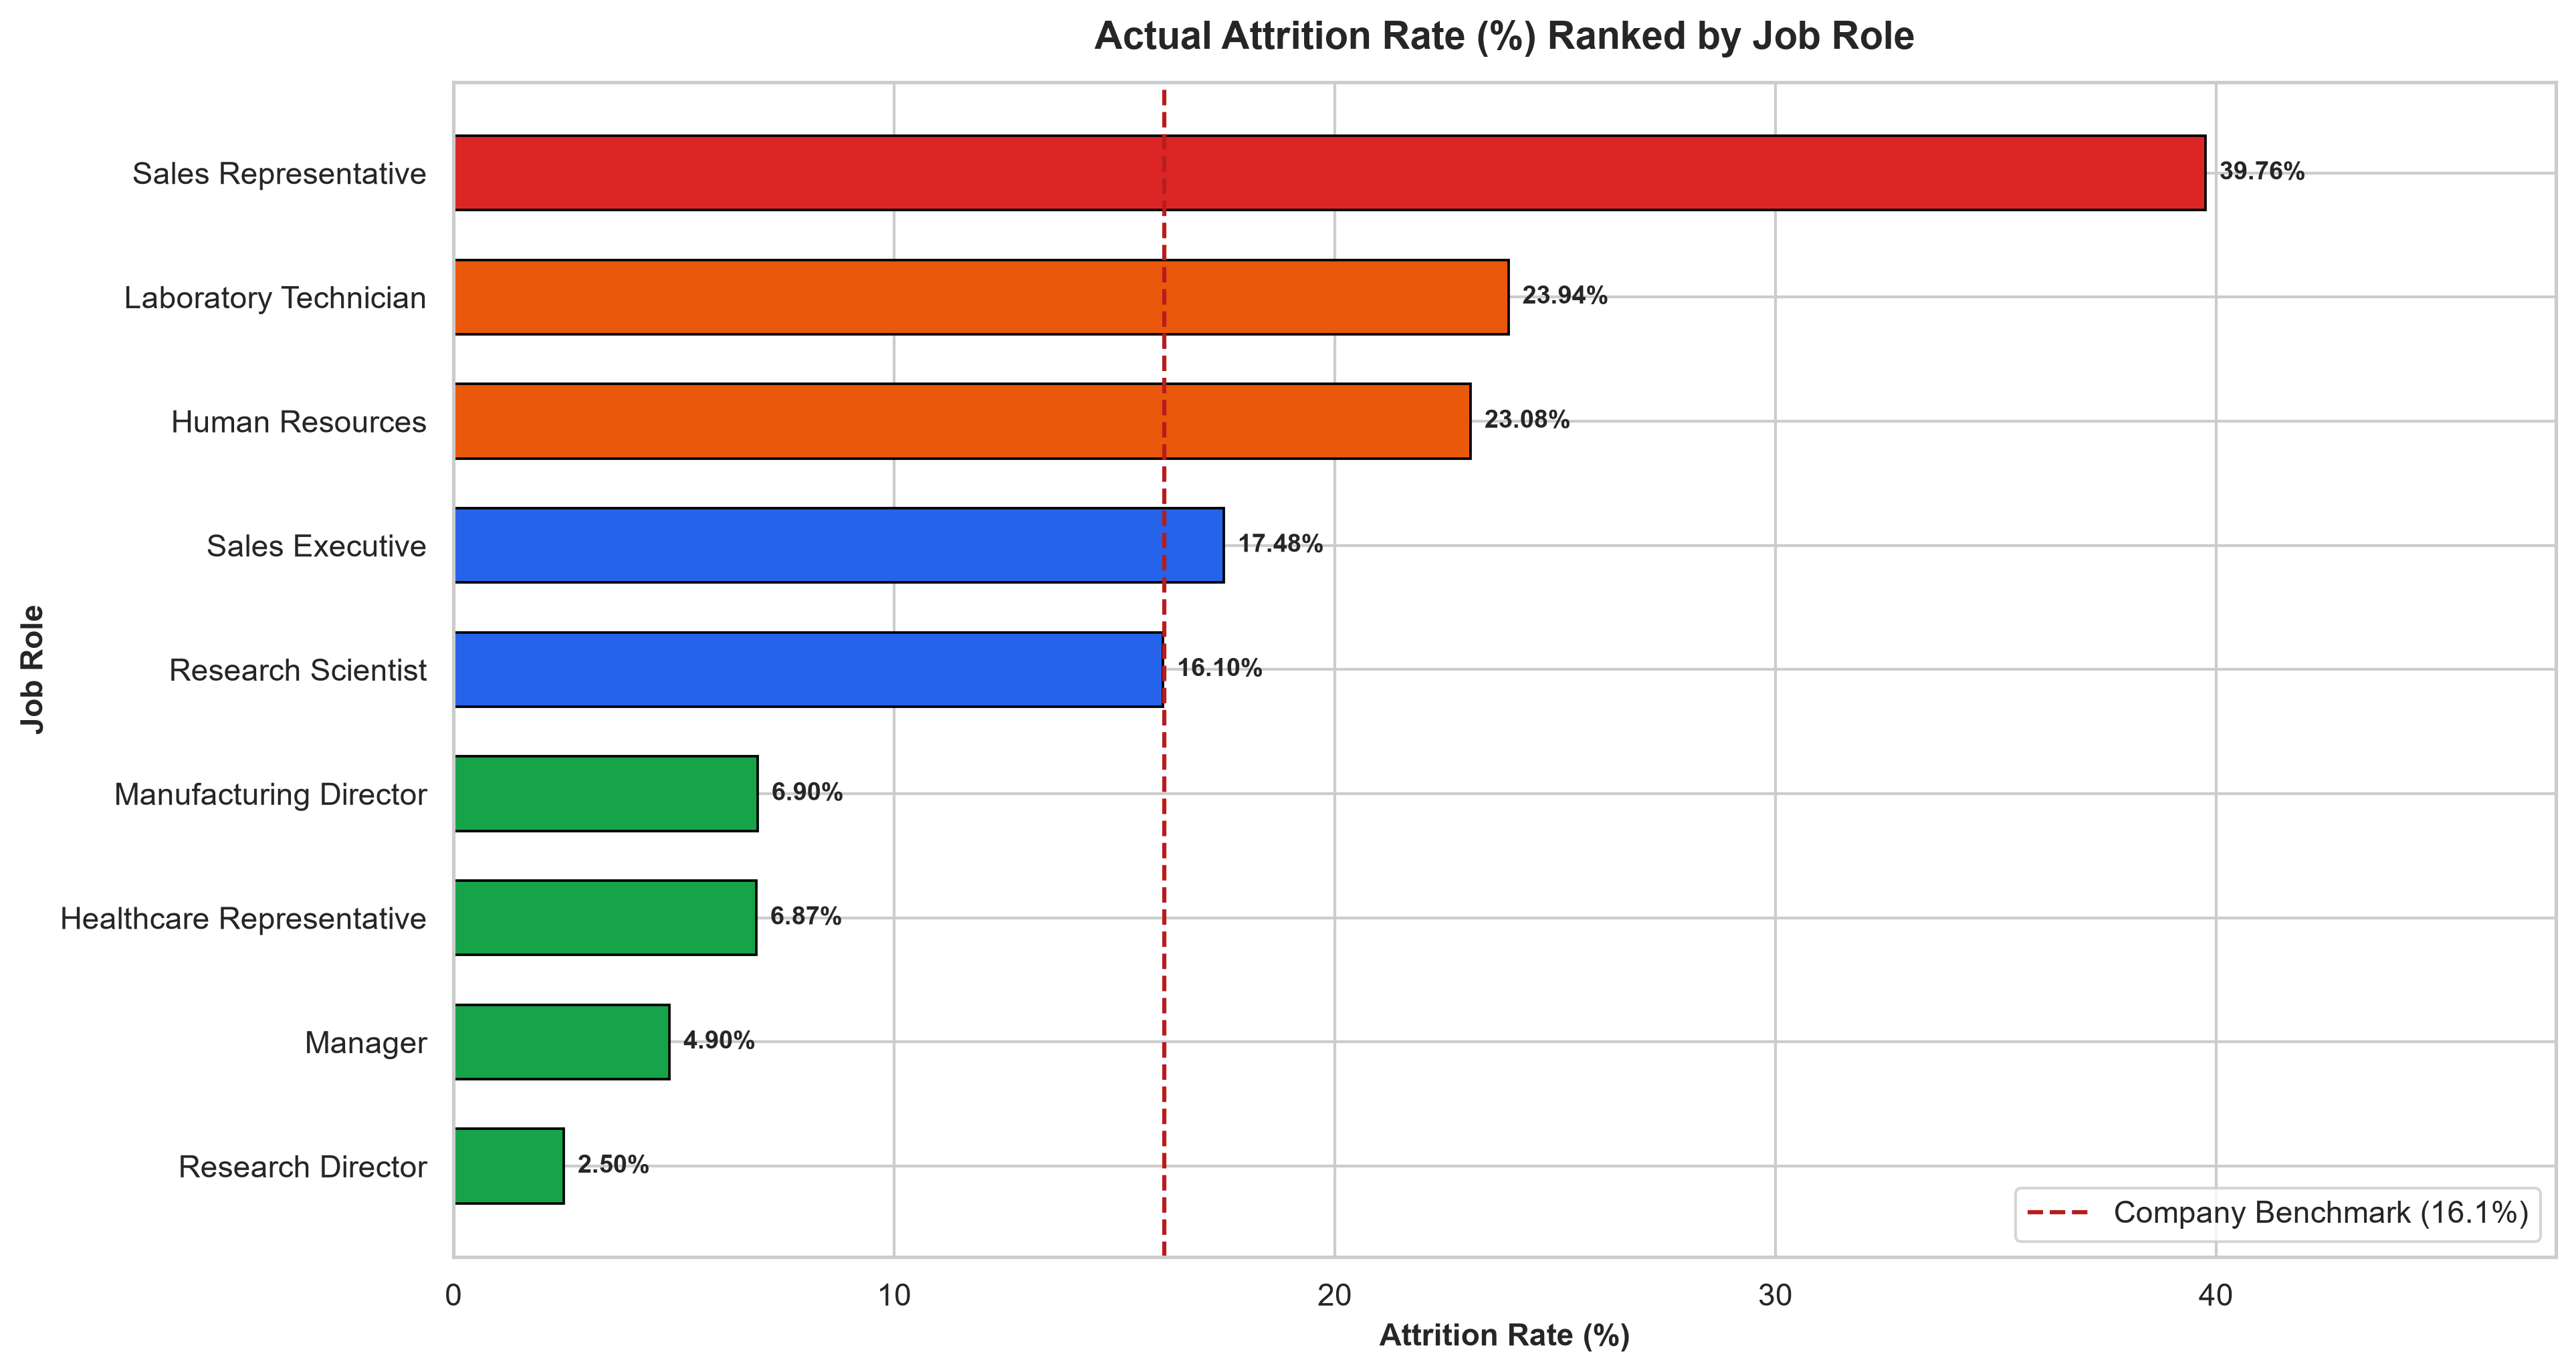 Actual Attrition Rate (%) Ranked by Job Role
Job Role
Sales Representative 39.76%
Laboratory Technician 23.94%
Human Resources 23.08%
Sales Executive 17.48%
Research Scientist 16.10%
Manufacturing Director 6.90%
Healthcare Representative 6.87%
Manager 4.90%
Research Director 2.50%
Company Benchmark (16.1%)
0 10 20 30 40
Attrition Rate (%)